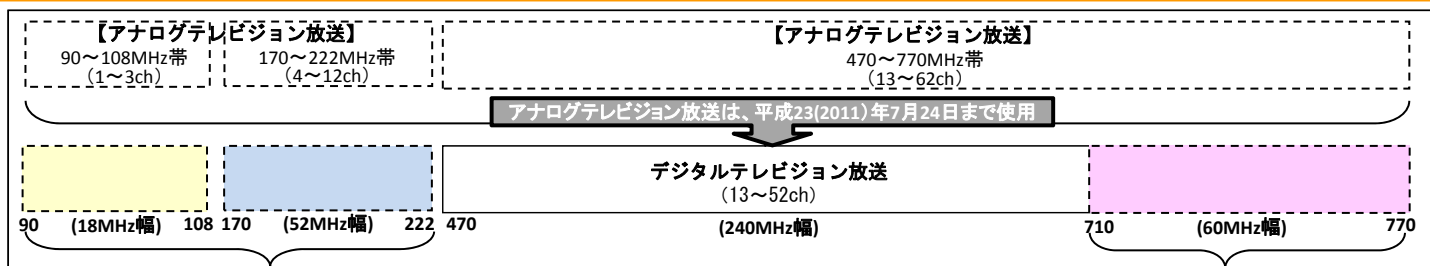 【アナログテレビジョン放送】
90～108MHz帯
（1～3ch）
170～222MHz帯
（4～12ch）
【アナログテレビジョン放送】
470～770MHz帯
（13～62ch）
アナログテレビジョン放送は、平成23(2011)年7月24日まで使用
デジタルテレビジョン放送
（13～52ch）
90 (18MHz幅) 108 170 (52MHz幅) 222 470 (240MHz幅) 710 (60MHz幅) 770